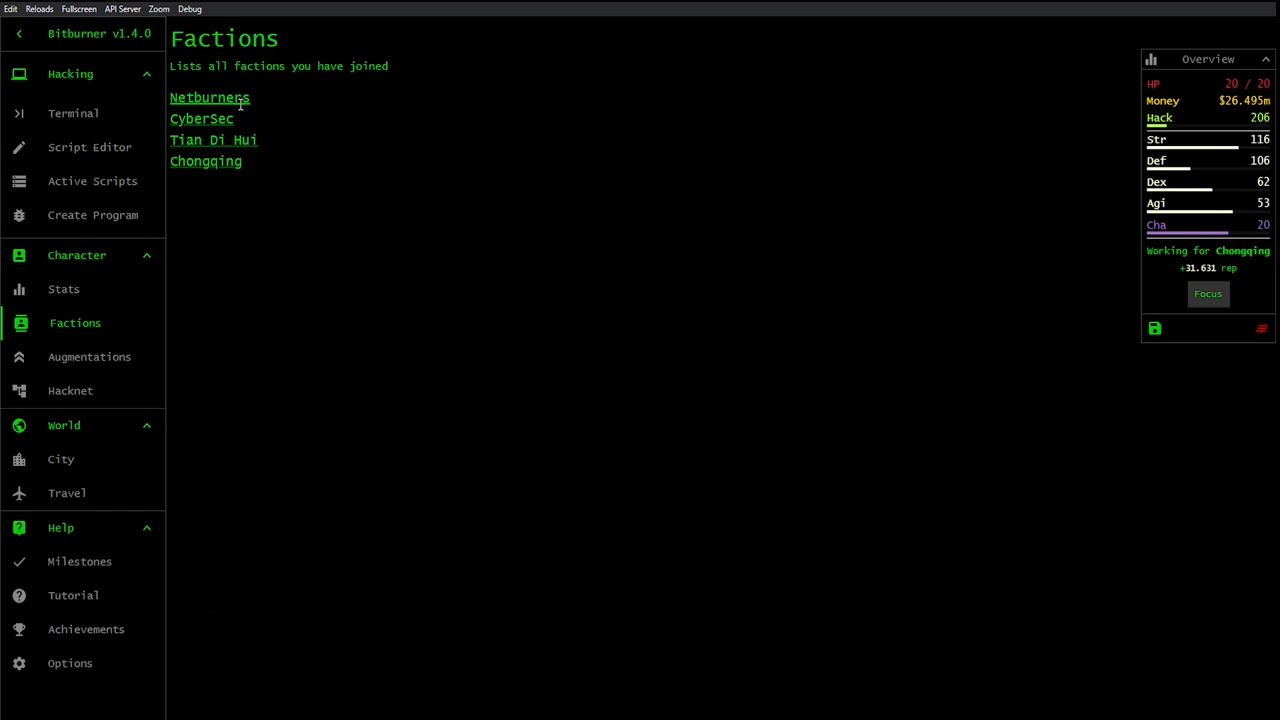 Edit Reloads Fullscreen API Server Zoom Debug
Bitburner v1.4.0
Hacking
Terminal
Script Editor
Active Scripts
Create Program
Character
Stats
Factions
Augmentations
Hacknet
World
City
Travel
Help
Milestones
Tutorial
Achievements
Options
Factions
Lists all factions you have joined
Netburners
CyberSec
Tian Di Hui
Chongqing
Overview
HP 20 / 20
Money $26.495m
Hack 206
Str 116
Def 106
Dex 62
Agi 53
Cha 20
Working for Chongqing
+31.631 rep
Focus